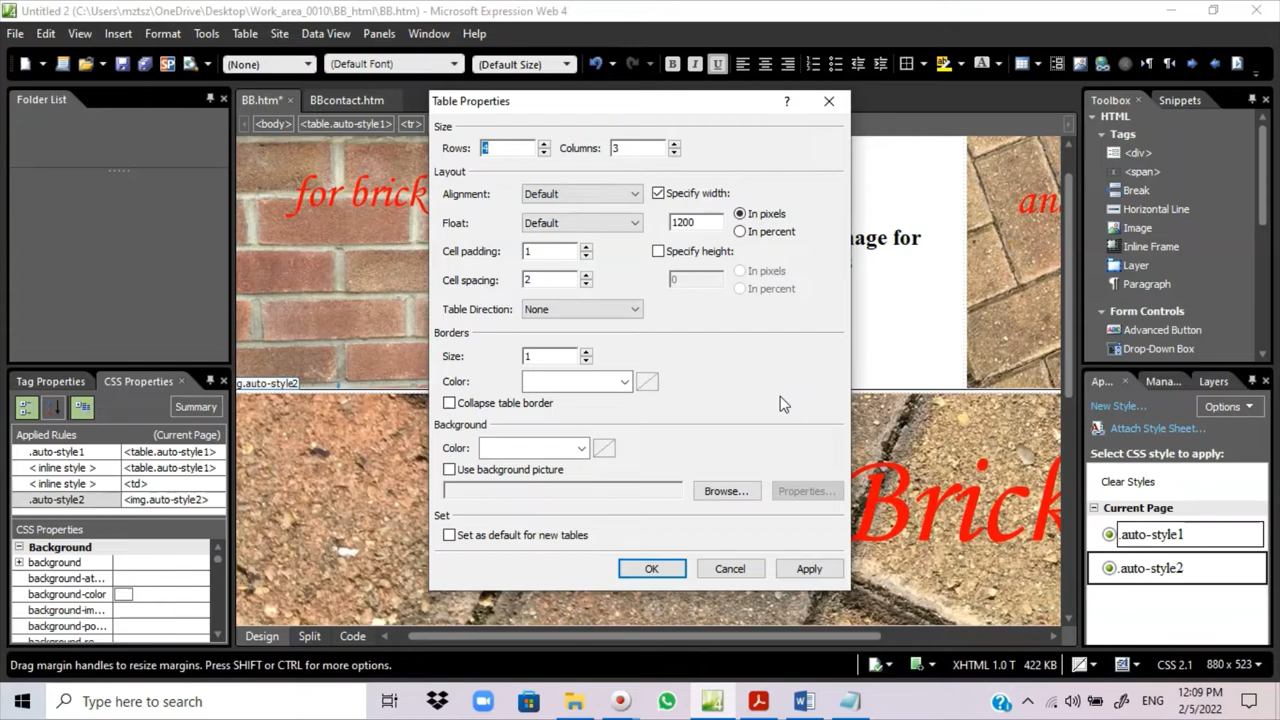 Untitled 2 (C:\Users\mztsz\OneDrive\Desktop\Work_area_0010\BB_html\BB.htm) - Microsoft Expression Web 4
File Edit View Insert Format Tools Table Site Data View Panels Window Help
(None) (Default Font) (Default Size) B I U
Folder List
BB.htm* BBcontact.htm
<body> <table.auto-style1> <tr>
for brick
an
mage for
Brick
g.auto-style2
Table Properties
Size
Rows: Columns: 3
Layout
Alignment: Default Specify width:
Float: Default 1200 In pixels
In percent
Cell padding: 1 Specify height:
Cell spacing: 2 0 In pixels
In percent
Table Direction: None
Borders
Size: 1
Color:
Collapse table border
Background
Color:
Use background picture
Browse... Properties...
Set
Set as default for new tables
OK Cancel Apply
Toolbox Snippets
HTML
Tags
<div>
<span>
Break
Horizontal Line
Image
Inline Frame
Layer
Paragraph
Form Controls
Advanced Button
Drop-Down Box
Tag Properties CSS Properties
Summary
Applied Rules (Current Page)
.auto-style1 <table.auto-style1>
< inline style > <table.auto-style1>
< inline style > <td>
.auto-style2 <img.auto-style2>
CSS Properties
Background
background
background-at...
background-color
background-im...
background-po...
Ap... Mana... Layers
New Style... Options
Attach Style Sheet...
Select CSS style to apply:
Clear Styles
Current Page
.auto-style1
.auto-style2
Design Split Code
Drag margin handles to resize margins. Press SHIFT or CTRL for more options.
XHTML 1.0 T 422 KB CSS 2.1 880 x 523
Type here to search
ENG
12:09 PM
2/5/2022